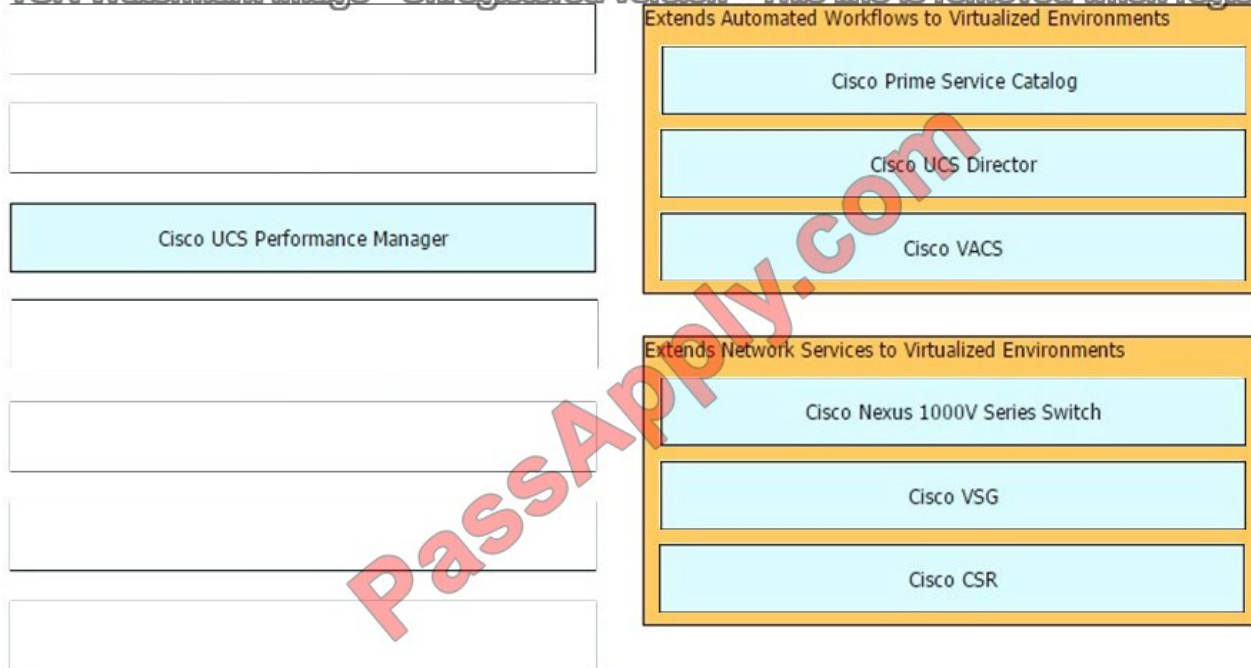 Extends Automated Workflows to Virtualized Environments
Cisco Prime Service Catalog
Cisco UCS Director
Cisco UCS Performance Manager
Cisco VACS
Extends Network Services to Virtualized Environments
Cisco Nexus 1000V Series Switch
Cisco VSG
Cisco CSR
PassApply.com